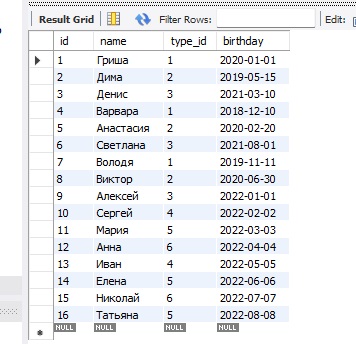 Result Grid Filter Rows: Edit:
id name type_id birthday
1 Гриша 1 2020-01-01
2 Дима 2 2019-05-15
3 Денис 3 2021-03-10
4 Варвара 1 2018-12-10
5 Анастасия 2 2020-02-20
6 Светлана 3 2021-08-01
7 Володя 1 2019-11-11
8 Виктор 2 2020-06-30
9 Алексей 3 2022-01-01
10 Сергей 4 2022-02-02
11 Мария 5 2022-03-03
12 Анна 6 2022-04-04
13 Иван 4 2022-05-05
14 Елена 5 2022-06-06
15 Николай 6 2022-07-07
16 Татьяна 5 2022-08-08
NULL NULL NULL NULL